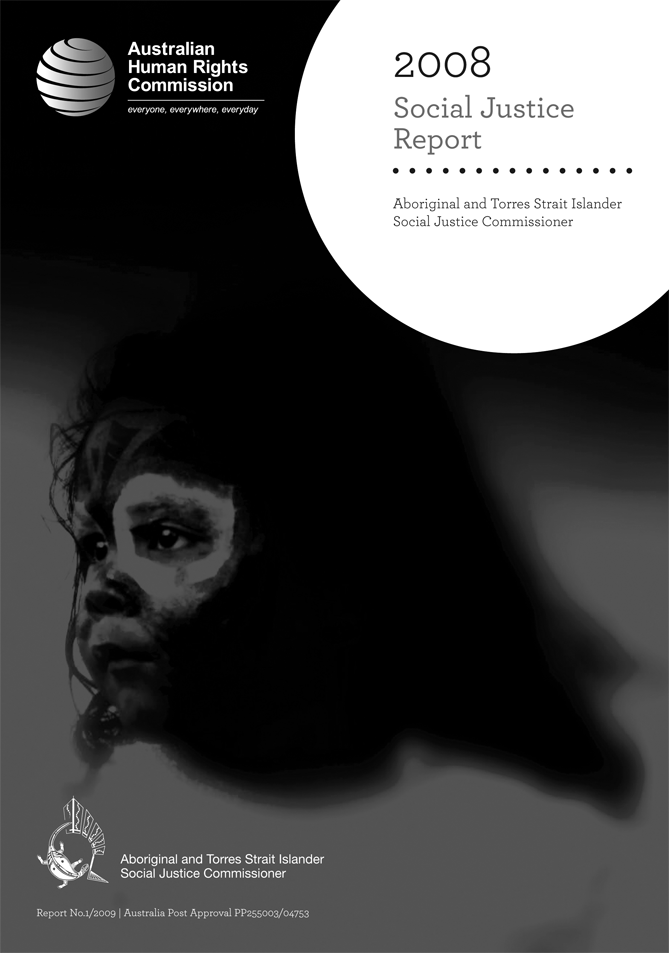 Australian
Human Rights
Commission
everyone, everywhere, everyday
2008
Social Justice
Report
Aboriginal and Torres Strait Islander
Social Justice Commissioner
Aboriginal and Torres Strait Islander
Social Justice Commissioner
Report No.1/2009 | Australia Post Approval PP255003/04753